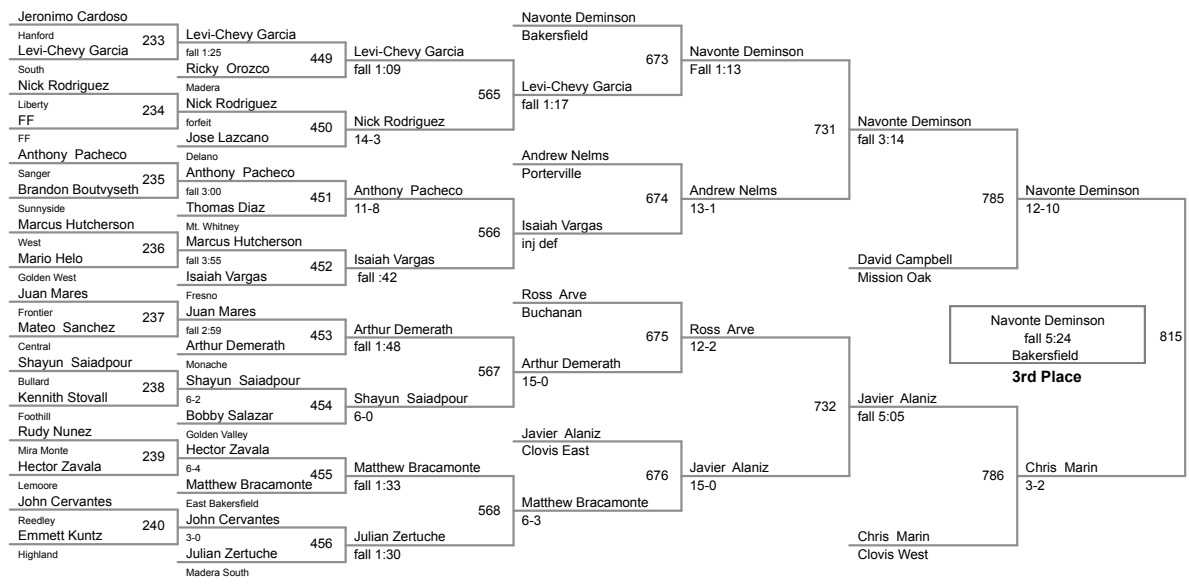 Jeronimo Cardoso
Hanford
233
Levi-Chevy Garcia
South
Nick Rodriguez
Liberty
234
FF
FF
Anthony Pacheco
Sanger
235
Brandon Boutvyseth
Sunnyside
Marcus Hutcherson
West
236
Mario Helo
Golden West
Juan Mares
Frontier
237
Mateo Sanchez
Central
Shayun Saiadpour
Bullard
238
Kennith Stovall
Foothill
Rudy Nunez
Mira Monte
239
Hector Zavala
Lemoore
John Cervantes
Reedley
240
Emmett Kuntz
Highland
Levi-Chevy Garcia
fall 1:25
449
Ricky Orozco
Madera
Nick Rodriguez
forfeit
450
Jose Lazcano
Delano
Anthony Pacheco
fall 3:00
451
Thomas Diaz
Mt. Whitney
Marcus Hutcherson
fall 3:55
452
Isaiah Vargas
Fresno
Juan Mares
fall 2:59
453
Arthur Demerath
Monache
Shayun Saiadpour
6-2
454
Bobby Salazar
Golden Valley
Hector Zavala
6-4
455
Matthew Bracamonte
East Bakersfield
John Cervantes
3-0
456
Julian Zertuche
Madera South
Levi-Chevy Garcia
fall 1:09
565
Nick Rodriguez
14-3
Anthony Pacheco
11-8
566
Isaiah Vargas
fall :42
Arthur Demerath
fall 1:48
567
Shayun Saiadpour
6-0
Matthew Bracamonte
fall 1:33
568
Julian Zertuche
fall 1:30
Navonte Deminson
Bakersfield
673
Levi-Chevy Garcia
fall 1:17
Andrew Nelms
Porterville
674
Isaiah Vargas
inj def
Ross Arve
Buchanan
675
Arthur Demerath
15-0
Javier Alaniz
Clovis East
676
Matthew Bracamonte
6-3
Navonte Deminson
Fall 1:13
731
Andrew Nelms
13-1
Ross Arve
12-2
732
Javier Alaniz
15-0
Navonte Deminson
fall 3:14
785
David Campbell
Mission Oak
Javier Alaniz
fall 5:05
786
Chris Marin
Clovis West
Navonte Deminson
12-10
815
Chris Marin
3-2
Navonte Deminson
fall 5:24
Bakersfield
3rd Place